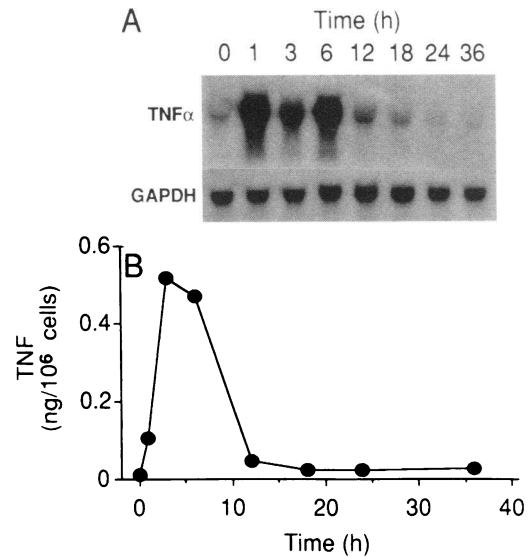 A
Time (h)
0 1 3 6 12 18 24 36
TNFα
GAPDH
B
0.6
0.4
0.2
0
TNF
(ng/10⁶ cells)
0 10 20 30 40
Time (h)